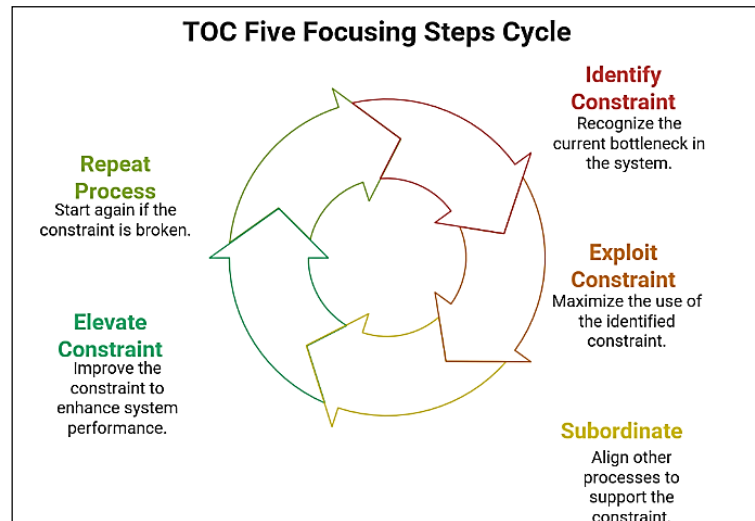 TOC Five Focusing Steps Cycle
Identify
Constraint
Recognize the
current bottleneck in
the system.
Exploit
Constraint
Maximize the use of
the identified
constraint.
Subordinate
Align other
processes to
support the
constraint.
Elevate
Constraint
Improve the
constraint to
enhance system
performance.
Repeat
Process
Start again if the
constraint is broken.